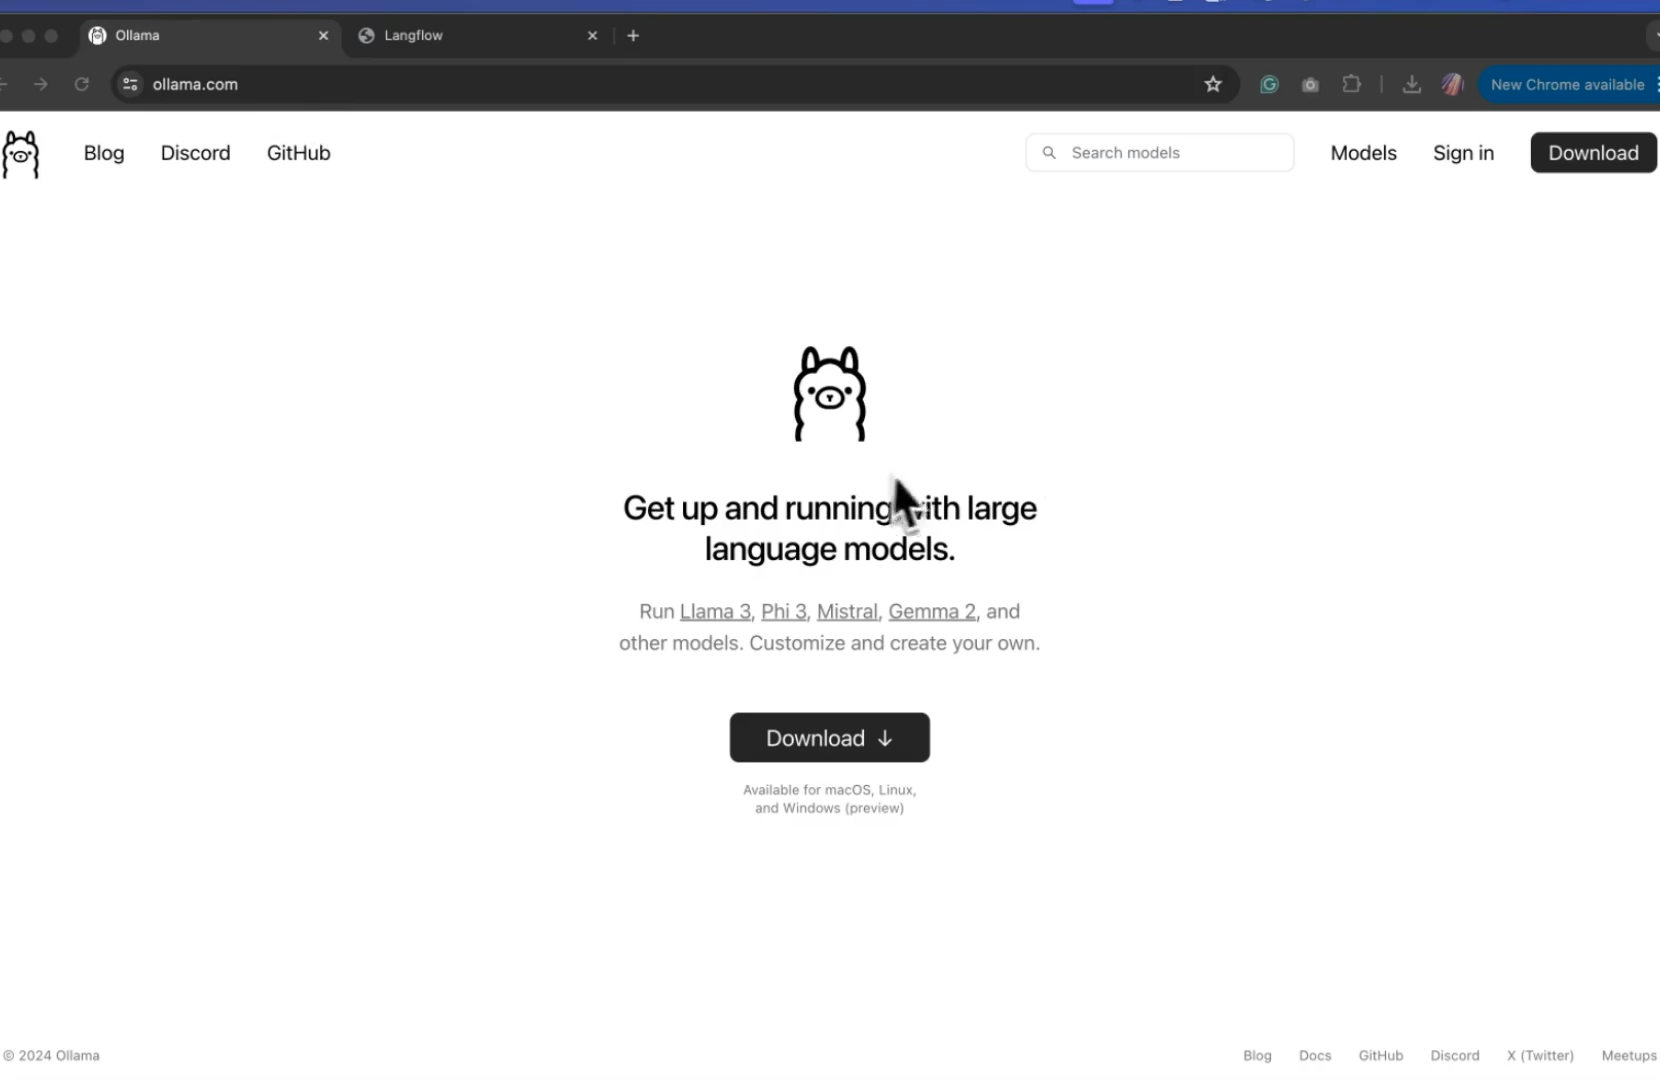 Ollama
Langflow
ollama.com
New Chrome available
Blog
Discord
GitHub
Search models
Models
Sign in
Download
Get up and running with large
language models.
Run Llama 3, Phi 3, Mistral, Gemma 2, and
other models. Customize and create your own.
Download ↓
Available for macOS, Linux,
and Windows (preview)
© 2024 Ollama
Blog
Docs
GitHub
Discord
X (Twitter)
Meetups